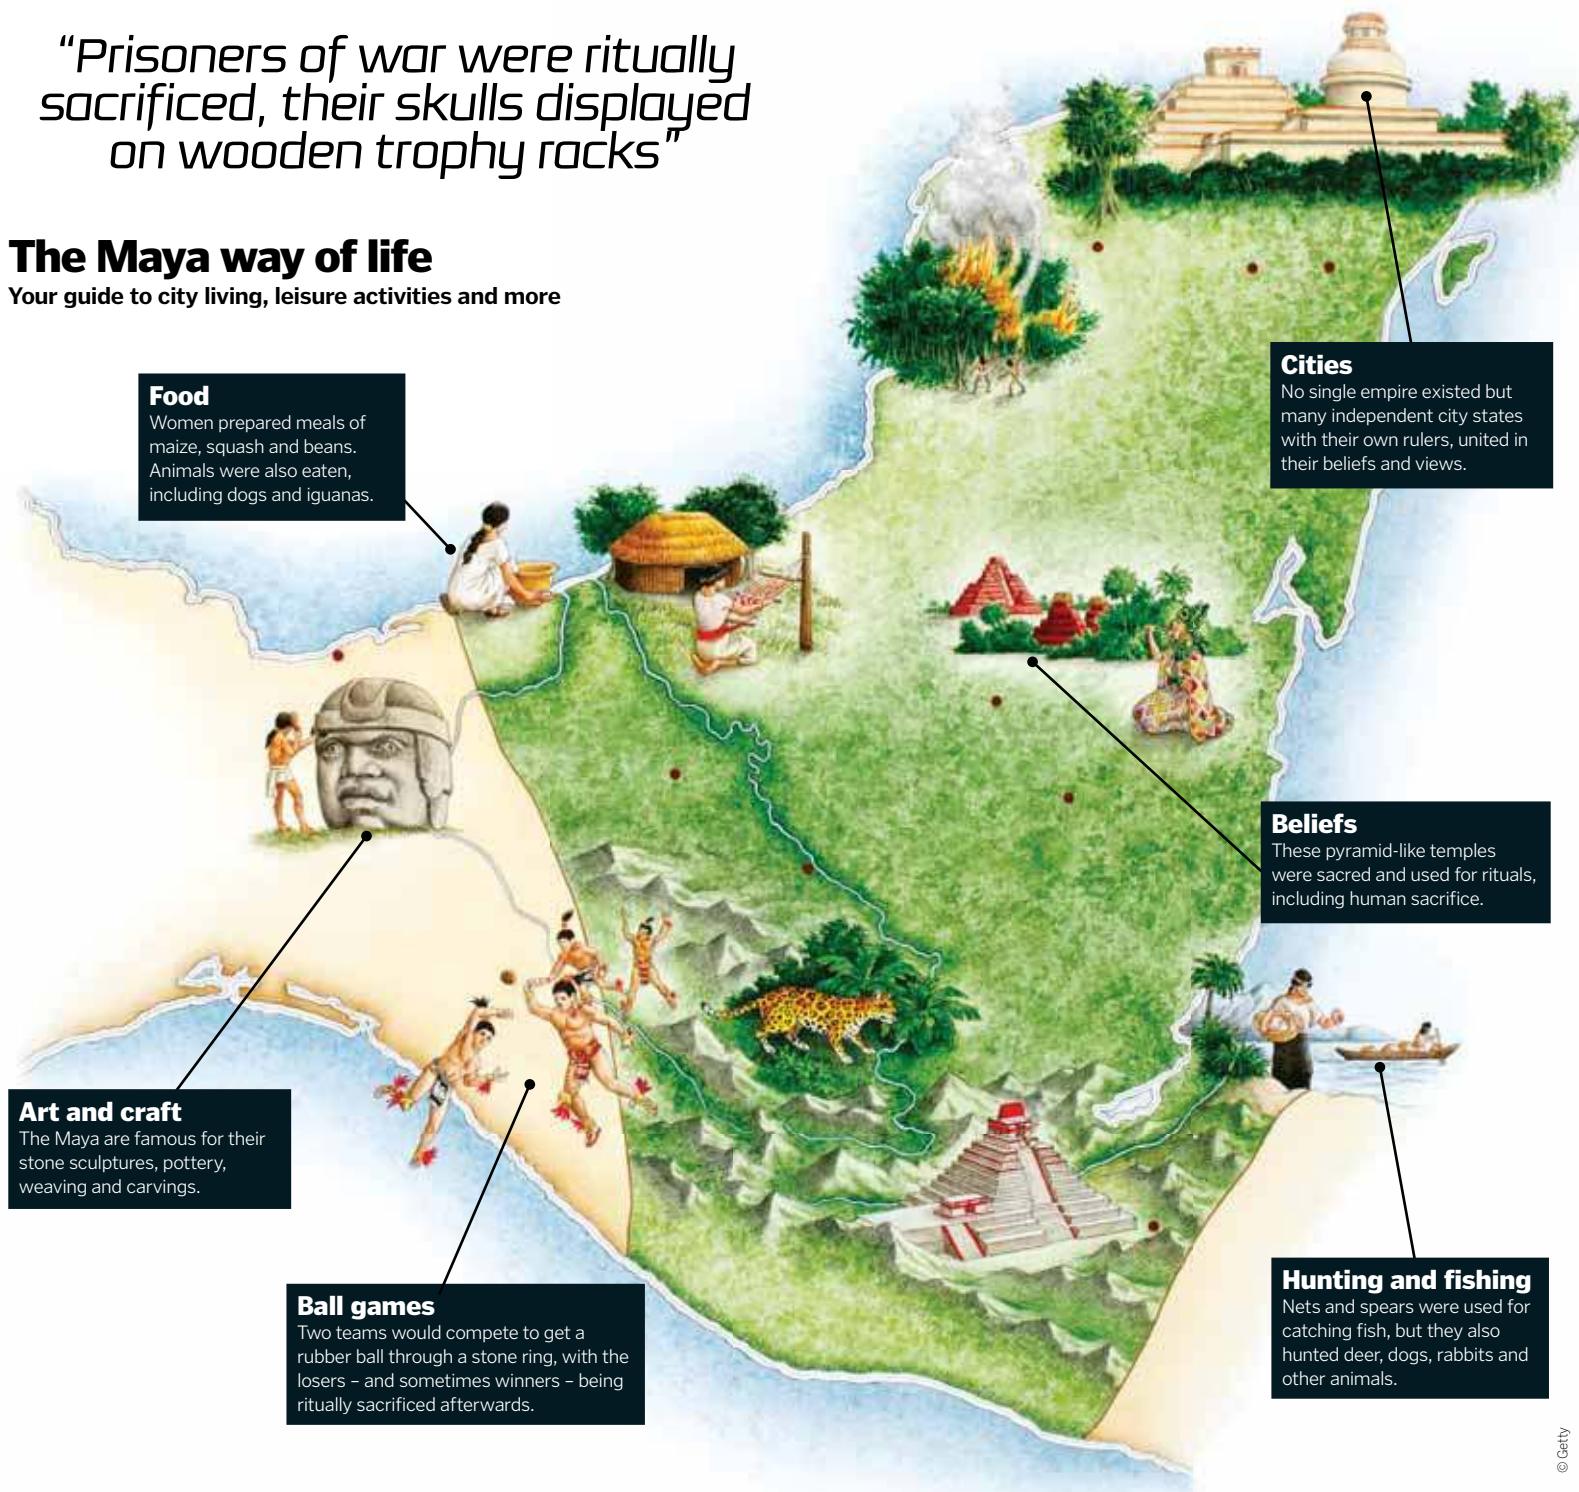 “Prisoners of war were ritually
sacrificed, their skulls displayed
on wooden trophy racks”
The Maya way of life
Your guide to city living, leisure activities and more
Food
Women prepared meals of
maize, squash and beans.
Animals were also eaten,
including dogs and iguanas.
Cities
No single empire existed but
many independent city states
with their own rulers, united in
their beliefs and views.
Beliefs
These pyramid-like temples
were sacred and used for rituals,
including human sacrifice.
Art and craft
The Maya are famous for their
stone sculptures, pottery,
weaving and carvings.
Ball games
Two teams would compete to get a
rubber ball through a stone ring, with the
losers – and sometimes winners – being
ritually sacrificed afterwards.
Hunting and fishing
Nets and spears were used for
catching fish, but they also
hunted deer, dogs, rabbits and
other animals.
© Getty